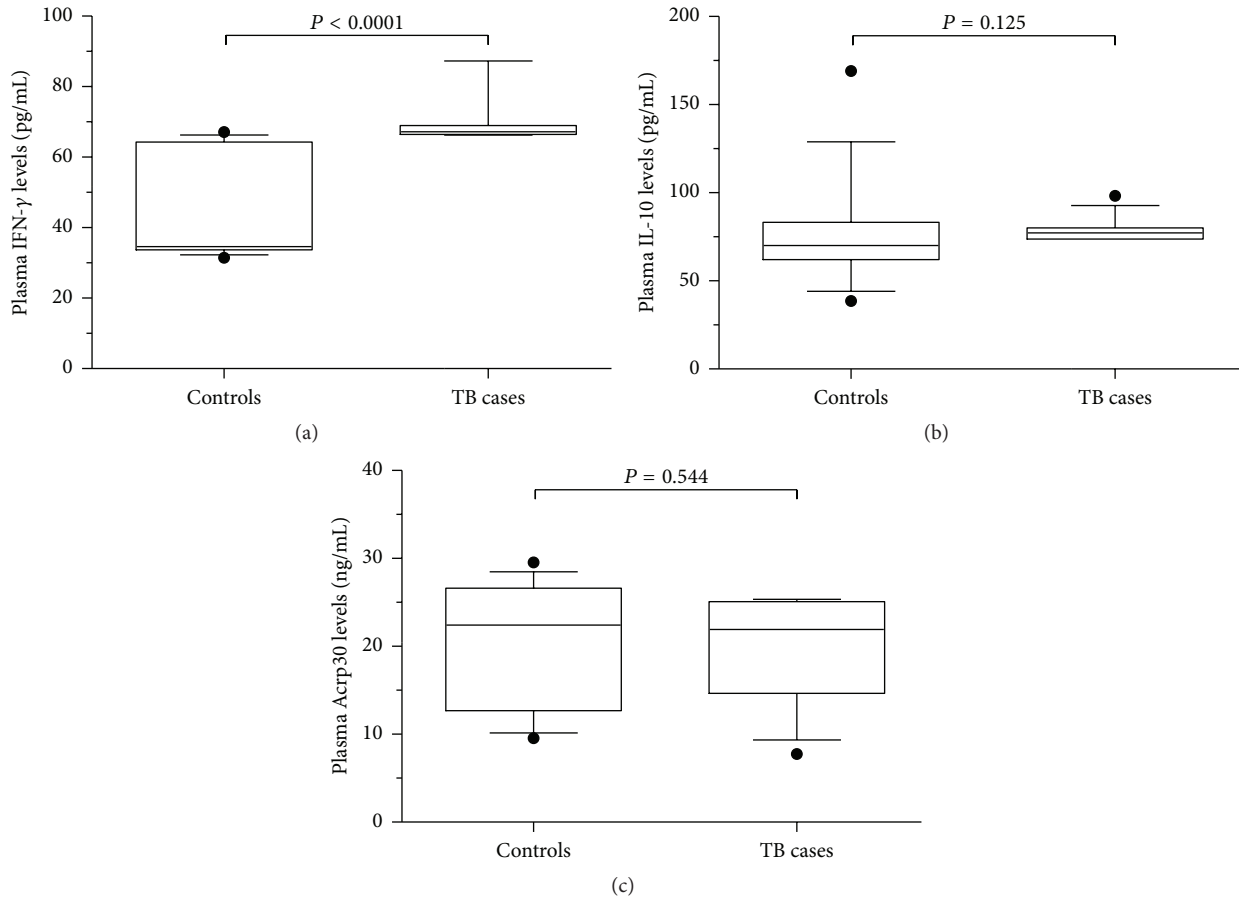 P < 0.0001
100
80
60
40
20
0
Plasma IFN-γ levels (pg/mL)
Controls
TB cases
(a)
P = 0.125
200
150
100
50
0
Plasma IL-10 levels (pg/mL)
Controls
TB cases
(b)
P = 0.544
40
30
20
10
0
Plasma Acrp30 levels (ng/mL)
Controls
TB cases
(c)